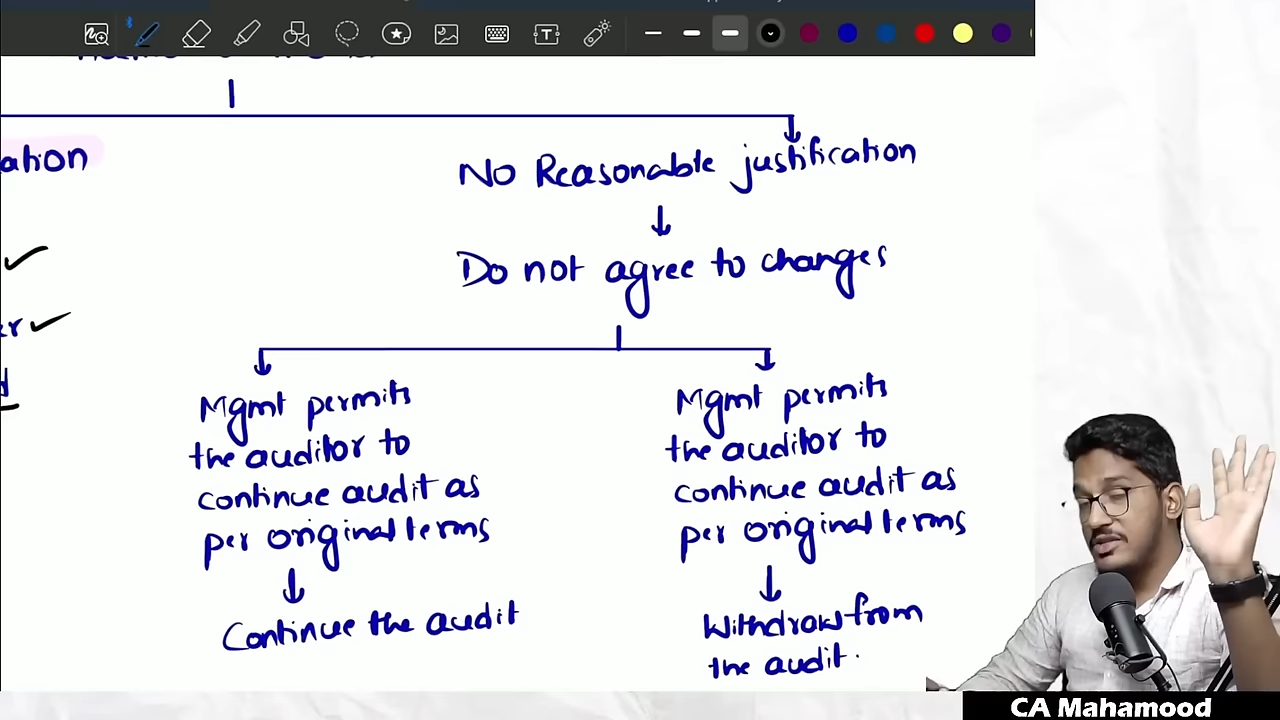 ation
No Reasonable justification
Do not agree to changes
er
d
Mgmt permits
the auditor to
continue audit as
per original terms
Continue the audit
Mgmt permits
the auditor to
continue audit as
per original terms
Withdraw from
the audit.
CA Mahamood